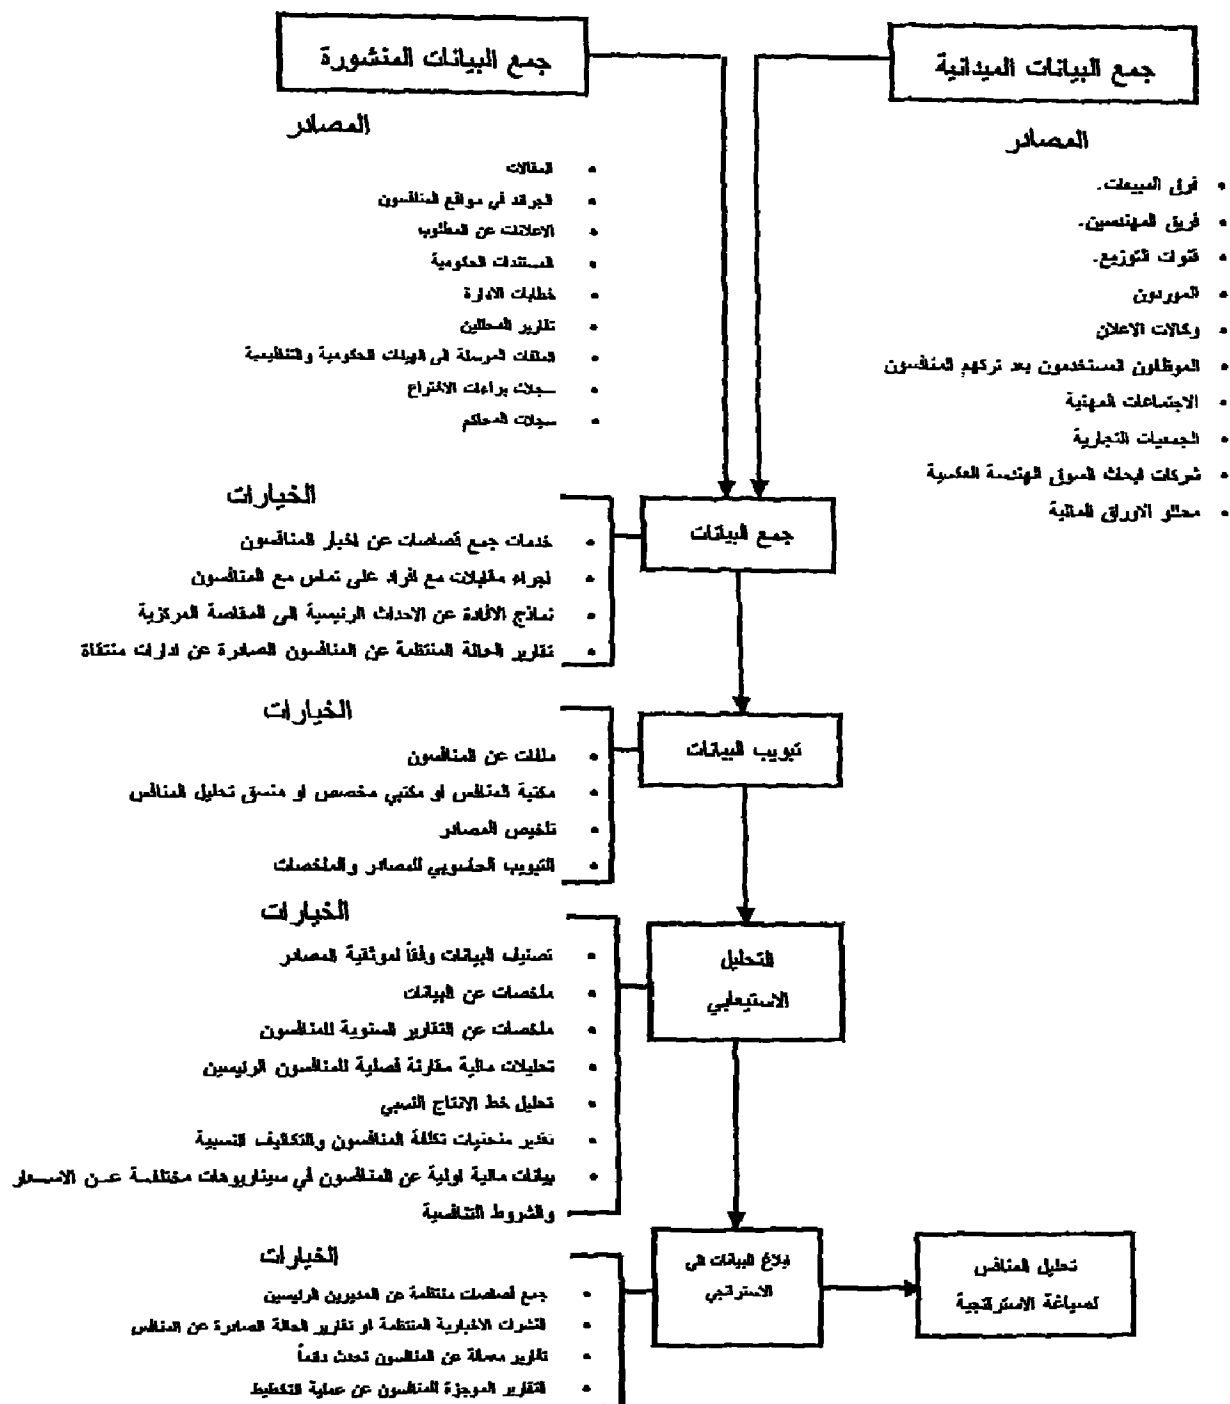 جمع البيانات الميدانية
المصادر
فرق المبيعات.
فريق المهندسين.
قنوات التوزيع.
الموردون
وكالات الاعلان
الموظفون المستخدمون بعد تركهم المنافسون
الاجتماعات المهنية
الجمعيات التجارية
شركات ابحاث السوق الهندسة العكسية
محللو الاوراق المالية
جمع البيانات المنشورة
المصادر
المقالات
الجرائد في مواقع المنافسون
الاعلانات عن المطلوب
المستندات الحكومية
خطابات الادارة
تقارير المحللين
الملفات المرسلة الى الهيئات الحكومية والتنظيمية
سجلات براءات الاختراع
سجلات المحاكم
جمع البيانات
الخيارات
خدمات جمع قصاصات عن اخبار المنافسون
اجراء مقابلات مع افراد على تماس مع المنافسون
نماذج الافادة عن الاحداث الرئيسية الى المقاصة المركزية
تقارير الحالة المنتظمة عن المنافسون الصادرة عن ادارات منتقاة
تبويب البيانات
الخيارات
ملفات عن المنافسون
مكتبة المنافس او مكتبي مخصص او منسق تحليل المنافس
تلخيص المصادر
التبويب الحاسوبي للمصادر والملخصات
التحليل
الاستيعابي
الخيارات
تصنيف البيانات وفقاً لموثقية المصادر
ملخصات عن البيانات
ملخصات عن التقارير السنوية للمنافسون
تحليلات مالية مقارنة فصلية للمنافسون الرئيسين
تحليل خط الانتاج النسبي
تقدير منحنيات تكلفة المنافسون والتكاليف النسبية
بيانات مالية اولية عن المنافسون في سيناريوهات مختلفة عن الاسعار
والشروط التنافسية
ابلاغ البيانات الى
الاستراتجي
تحليل المنافس
لصياغة الاستراتجية
الخيارات
جمع قصاصات منتظمة عن المديرين الرئيسين
النشرات الاخبارية المنتظمة او تقارير الحالة الصادرة عن المنافس
تقارير معمقة عن المنافسون تحدث دائماً
التقارير الموجزة للمنافسون عن عملية التخطيط